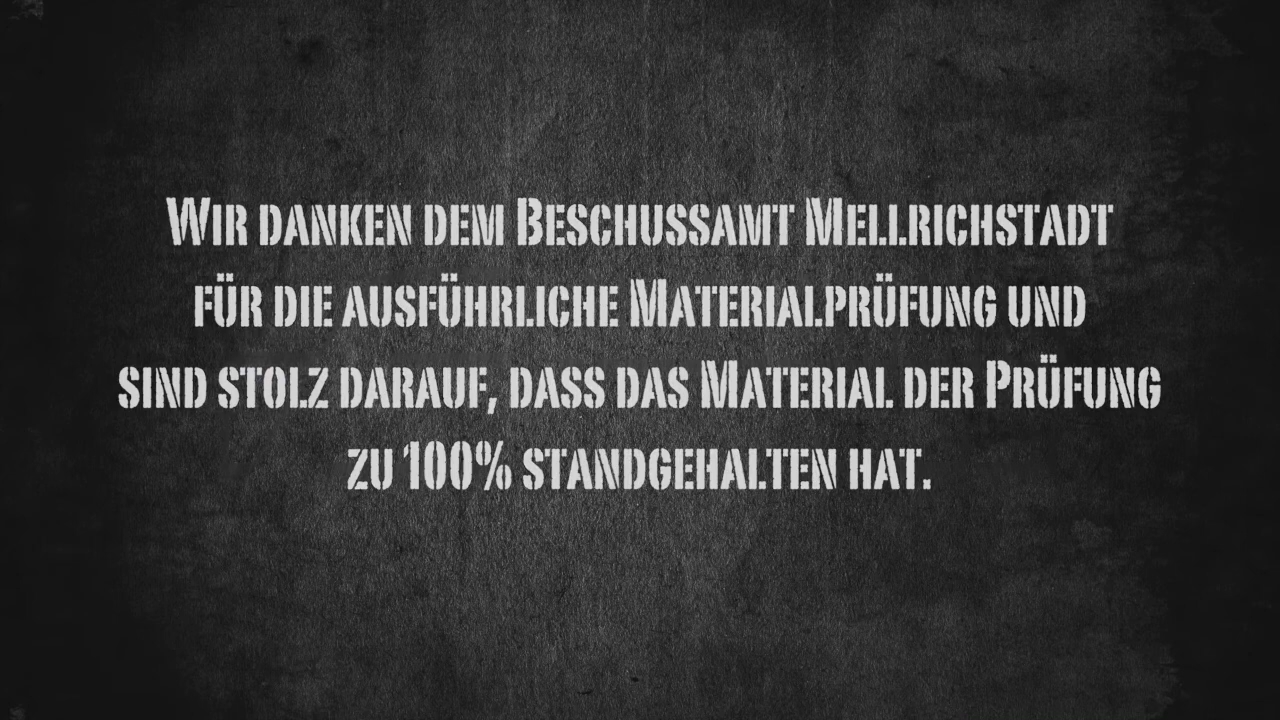 Wir danken dem Beschussamt Mellrichstadt
für die ausführliche Materialprüfung und
sind stolz darauf, dass das Material der Prüfung
zu 100% standgehalten hat.